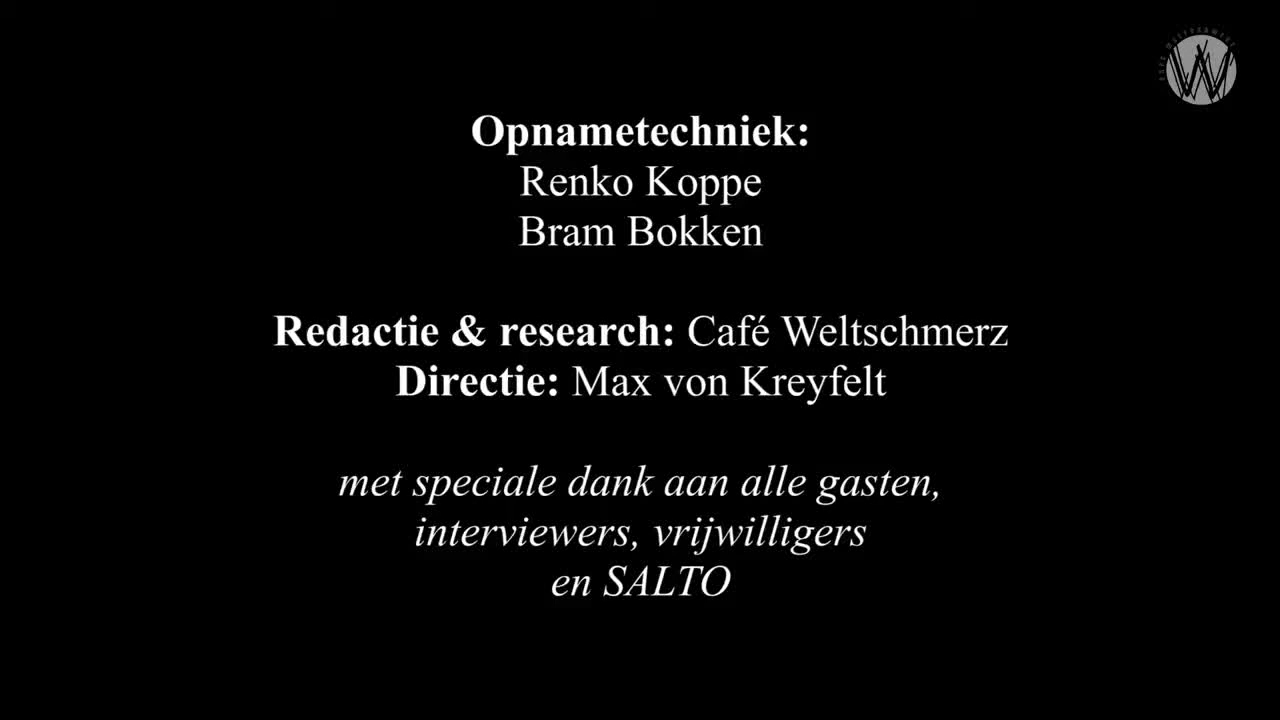 Opnametechniek:
Renko Koppe
Bram Bokken
Redactie & research: Café Weltschmerz
Directie: Max von Kreyfelt
met speciale dank aan alle gasten,
interviewers, vrijwilligers
en SALTO